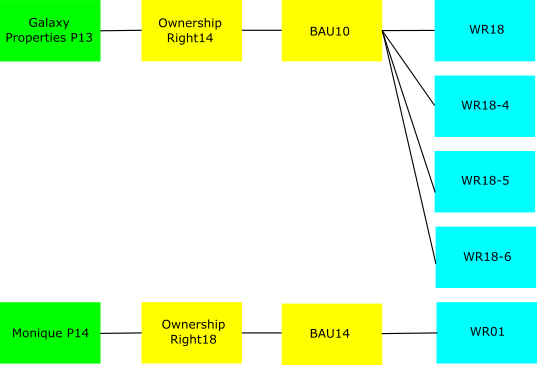 Galaxy
Properties P13
Ownership
Right14
BAU10
WR18
WR18-4
WR18-5
WR18-6
Monique P14
Ownership
Right18
BAU14
WR01